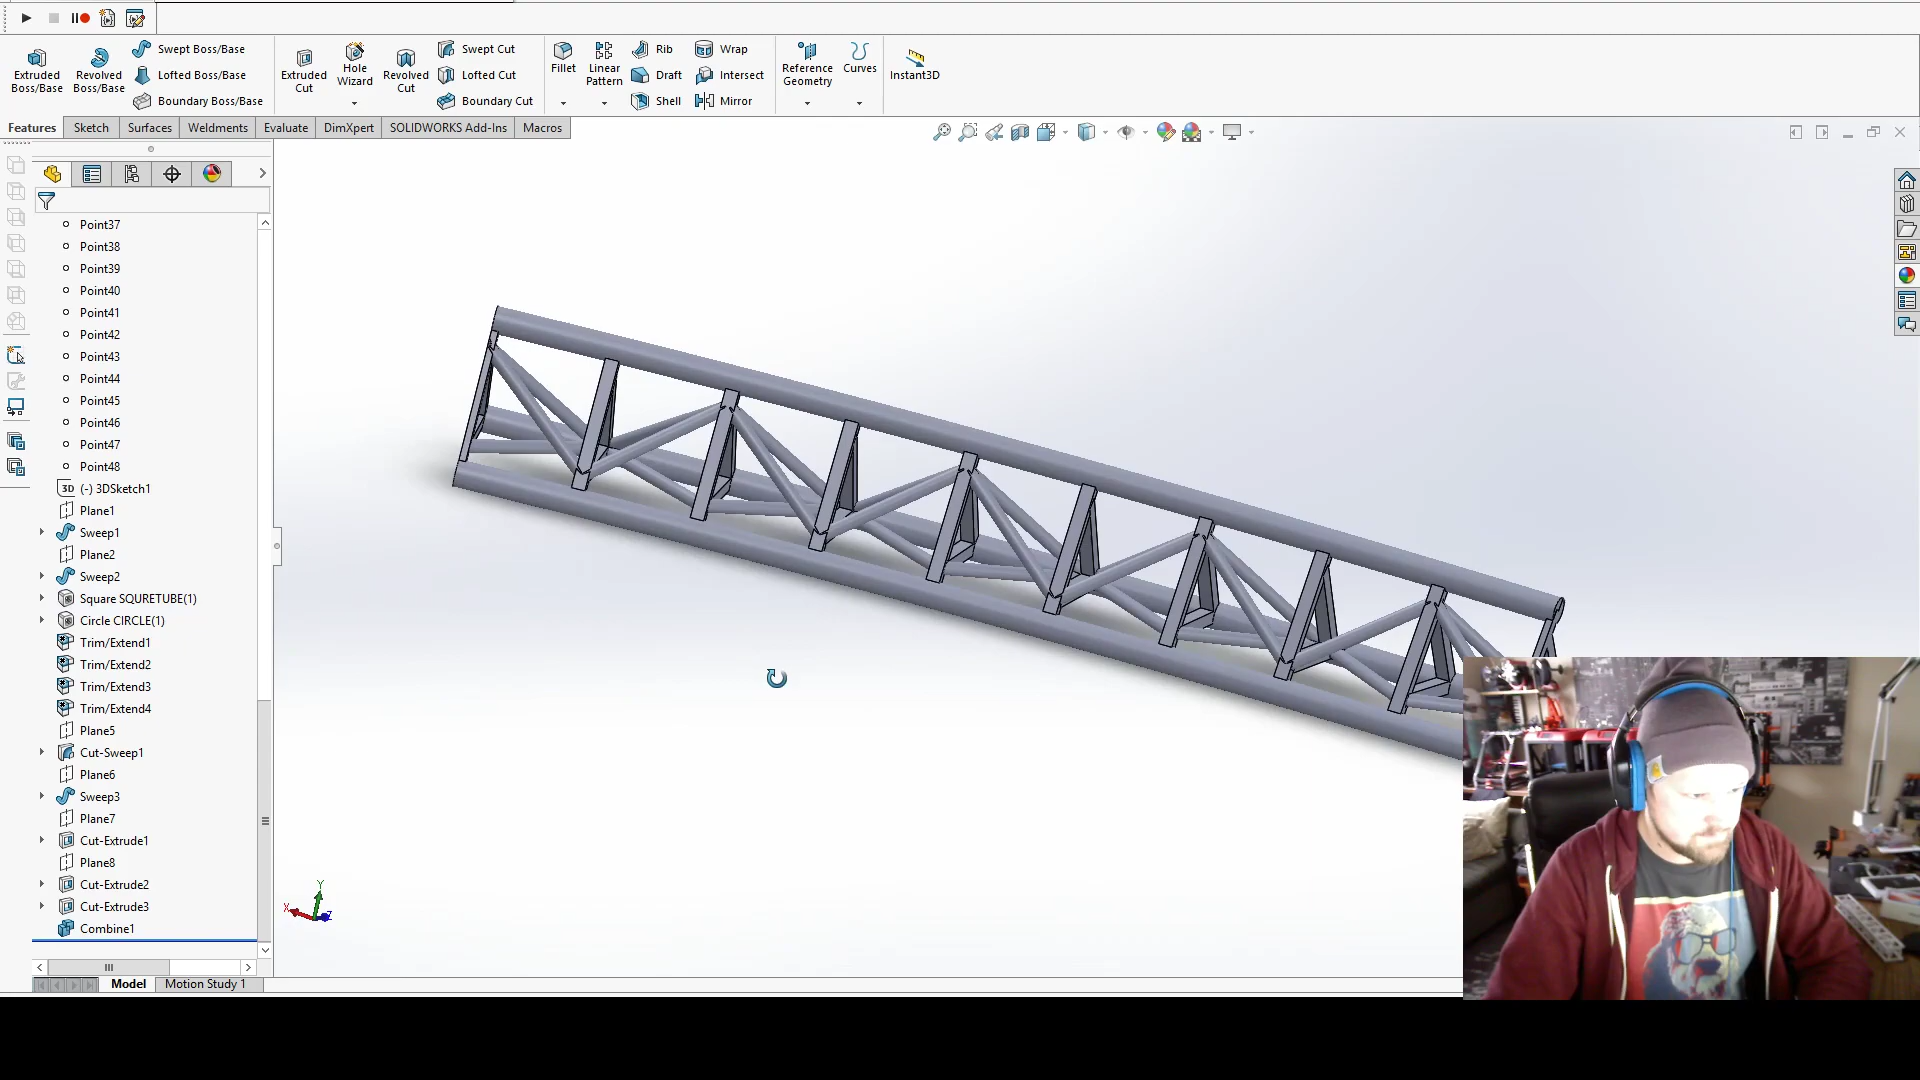 Extruded Boss/Base
Revolved Boss/Base
Swept Boss/Base
Lofted Boss/Base
Boundary Boss/Base
Extruded Cut
Hole Wizard
Revolved Cut
Swept Cut
Lofted Cut
Boundary Cut
Fillet
Linear Pattern
Rib
Draft
Shell
Wrap
Intersect
Mirror
Reference Geometry
Curves
Instant3D
Features
Sketch
Surfaces
Weldments
Evaluate
DimXpert
SOLIDWORKS Add-Ins
Macros
Point37
Point38
Point39
Point40
Point41
Point42
Point43
Point44
Point45
Point46
Point47
Point48
3D (-) 3DSketch1
Plane1
Sweep1
Plane2
Sweep2
Square SQURETUBE(1)
Circle CIRCLE(1)
Trim/Extend1
Trim/Extend2
Trim/Extend3
Trim/Extend4
Plane5
Cut-Sweep1
Plane6
Sweep3
Plane7
Cut-Extrude1
Plane8
Cut-Extrude2
Cut-Extrude3
Combine1
Y
X
Z
Model
Motion Study 1